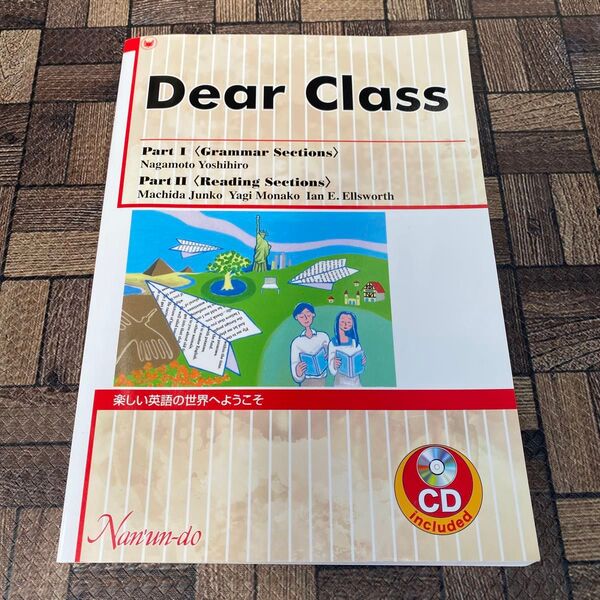 Dear Class
Part I〈Grammar Sections〉
Nagamoto Yoshihiro
Part II〈Reading Sections〉
Machida Junko Yagi Monako Ian E. Ellsworth
楽しい英語の世界へようこそ
CD
included
Nan'un-do